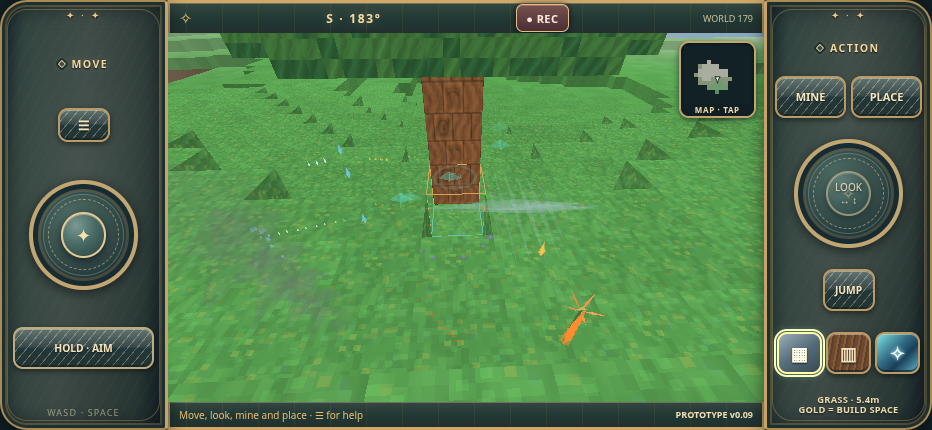 MOVE
☰
HOLD · AIM
WASD · SPACE
S · 183°
● REC
WORLD 179
MAP · TAP
Move, look, mine and place · ☰ for help
PROTOTYPE v0.09
ACTION
MINE
PLACE
LOOK
↔ ↕
JUMP
GRASS · 5.4m
GOLD = BUILD SPACE